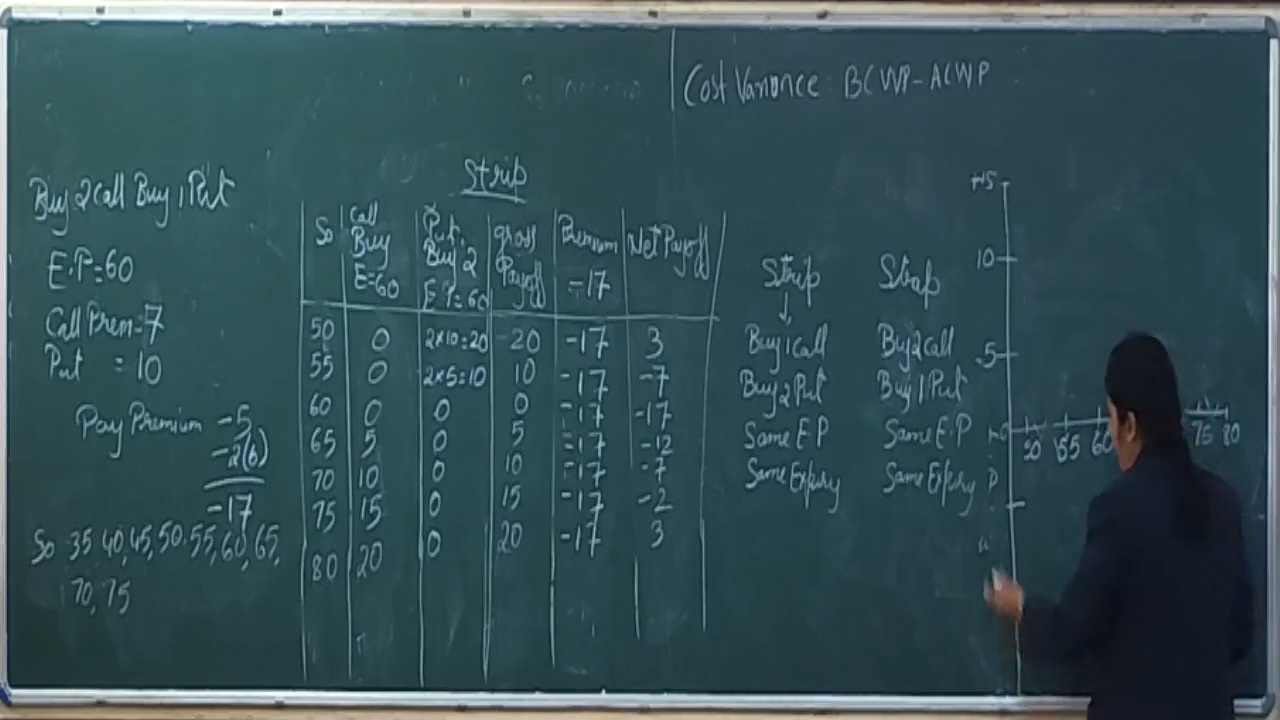 Cost Variance: BCWP-ACWP
Buy 2 Call Buy 1 Put
E.P=60
Call Prem=7
Put = 10
Pay Premium -5
-2(6)
-17
So 35 40, 45, 50, 55, 60, 65,
70, 75
Strip
So Call Buy E=60 Put Buy 2 E.P.=60 gross Payoff Premium -17 Net Payoff
50 0 2×10=20 20 -17 3
55 0 2×5=10 10 -17 -7
60 0 0 0 -17 -17
65 5 0 5 -17 -12
70 10 0 10 -17 -7
75 15 0 15 -17 -2
80 20 0 20 -17 3
Strip Strap
↓
Buy 1 Call Buy 2 Call
Buy 2 Put Buy 1 Put
Same E.P Same E.P
Same Expiry Same Expiry
+15
10
5
50 55 60 75 80